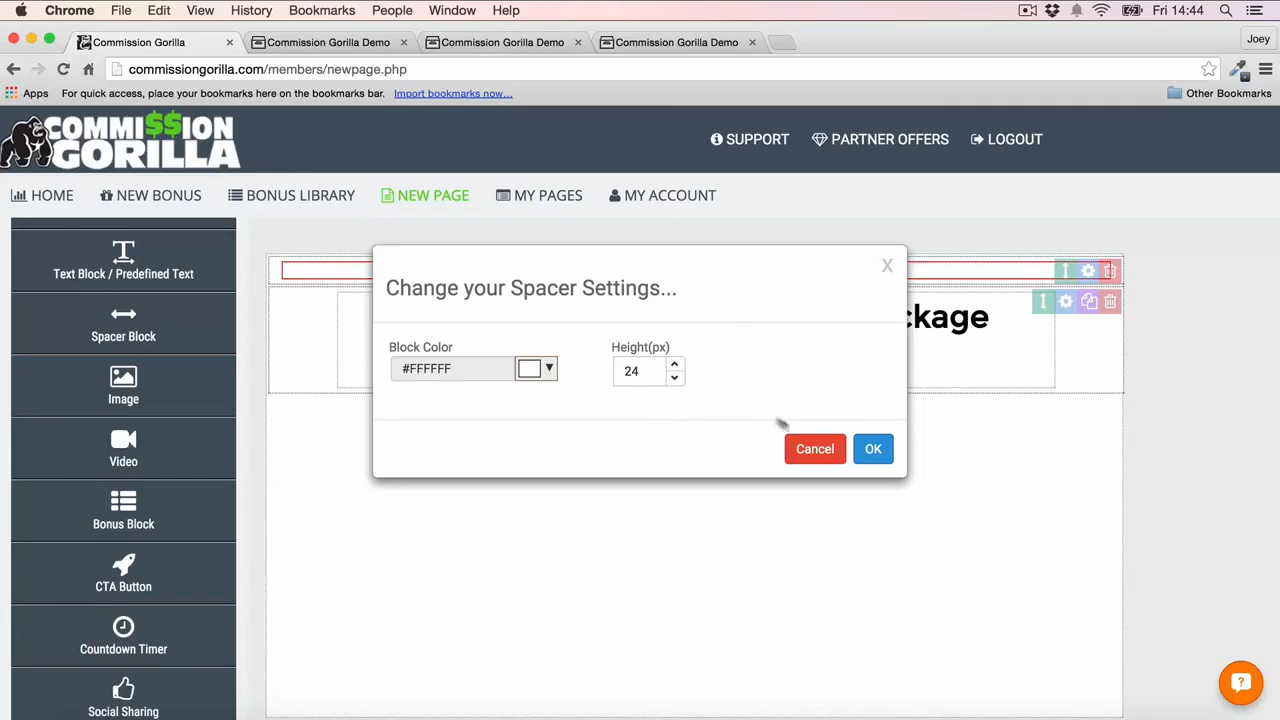 Chrome File Edit View History Bookmarks People Window Help Fri 14:44
Commission Gorilla Commission Gorilla Demo Commission Gorilla Demo Commission Gorilla Demo Joey
commissiongorilla.com/members/newpage.php
Apps For quick access, place your bookmarks here on the bookmarks bar. Import bookmarks now... Other Bookmarks
COMMI$$ION
GORILLA
SUPPORT PARTNER OFFERS LOGOUT
HOME NEW BONUS BONUS LIBRARY NEW PAGE MY PAGES MY ACCOUNT
Text Block / Predefined Text
Spacer Block
Image
Video
Bonus Block
CTA Button
Countdown Timer
Social Sharing
X
Change your Spacer Settings...
ckage
Block Color Height(px)
#FFFFFF 24
Cancel OK